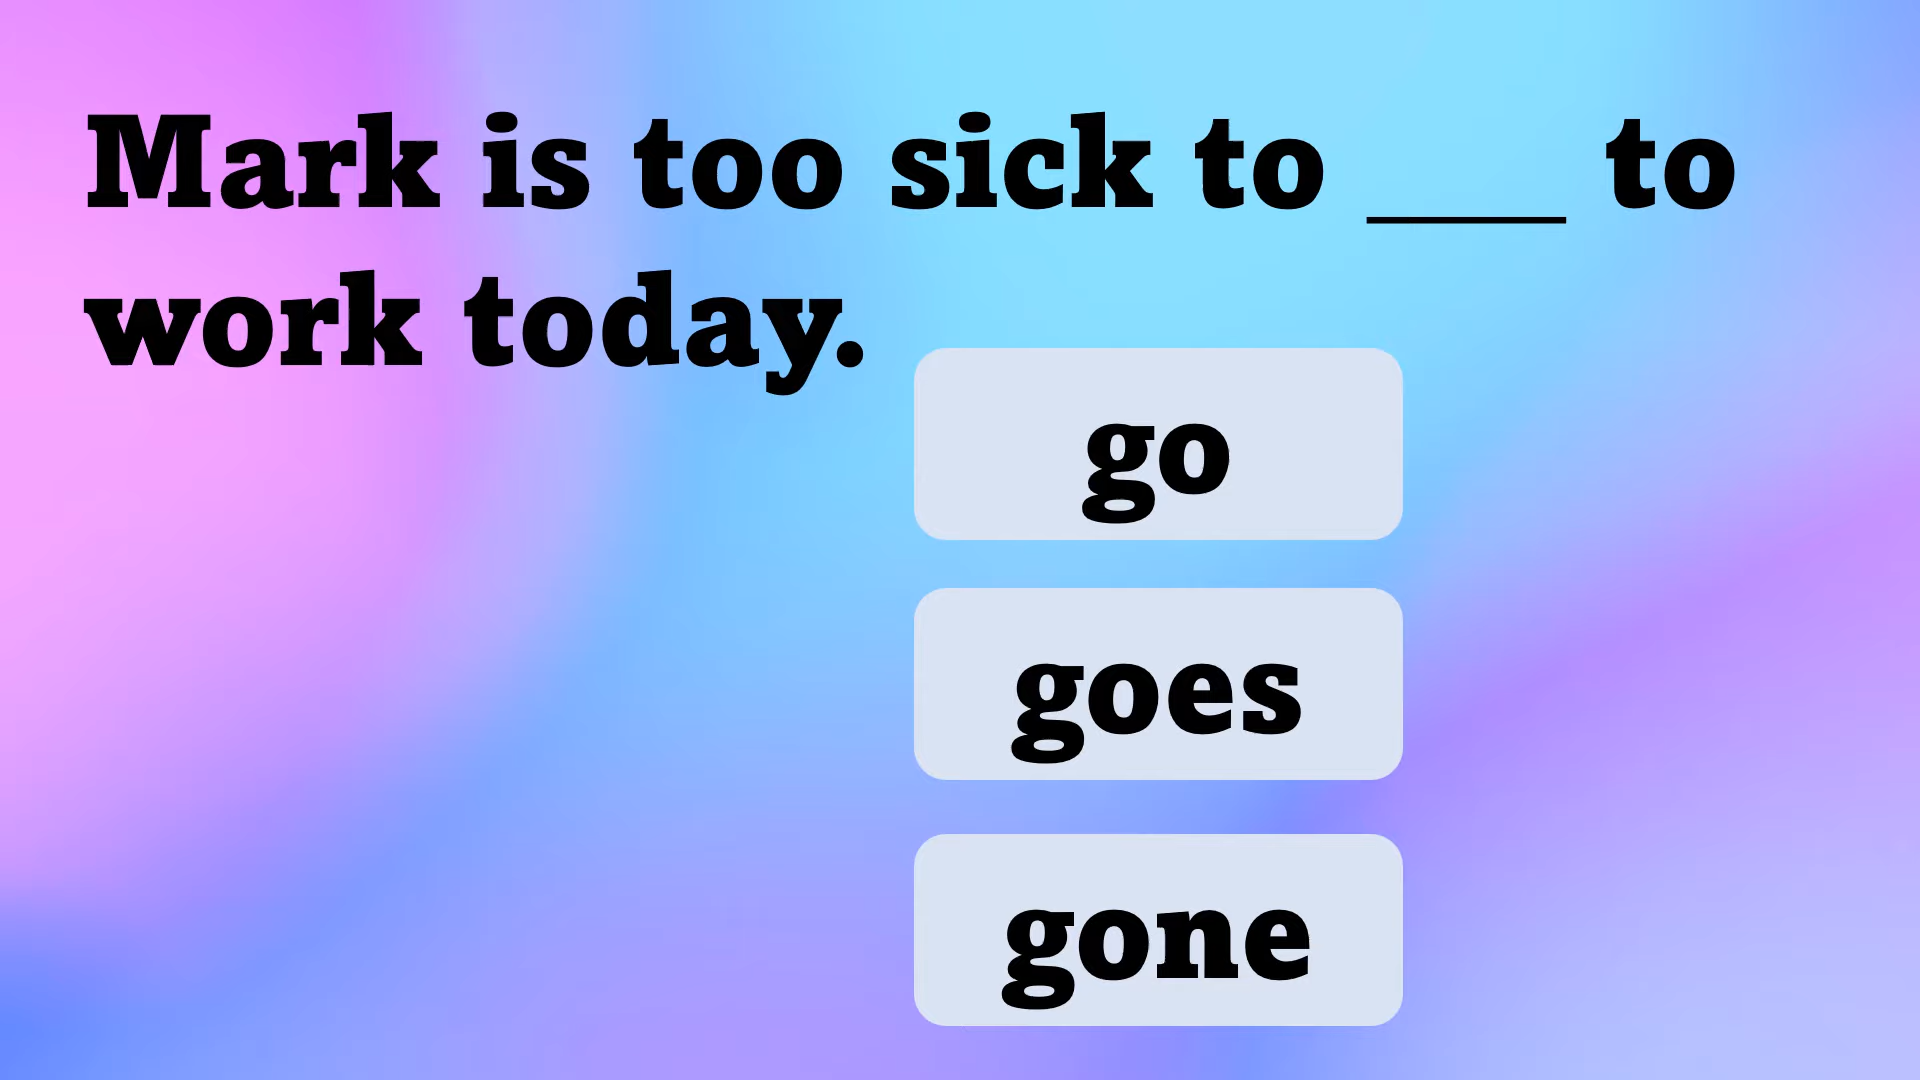 Mark is too sick to ___ to
work today.
go
goes
gone